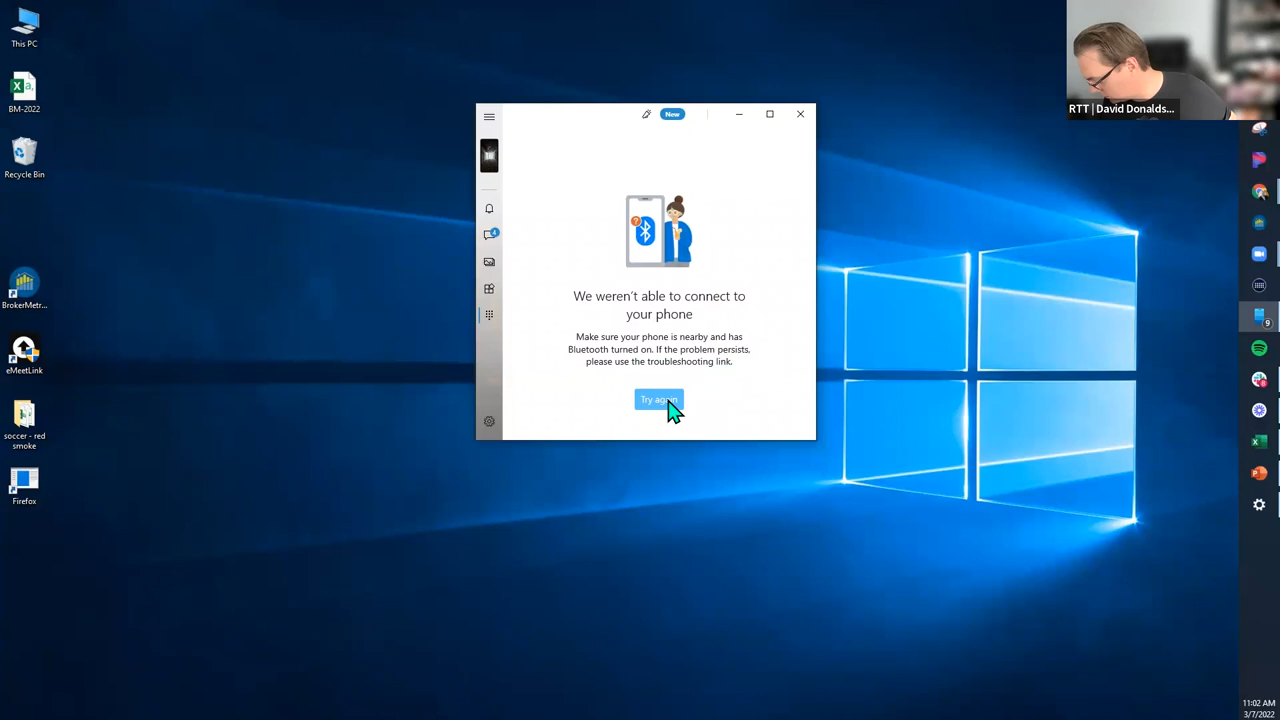 This PC
BM-2022
Recycle Bin
BrokerMetr...
eMeetLink
soccer - red
smoke
Firefox
New
4
?
We weren't able to connect to
your phone
Make sure your phone is nearby and has
Bluetooth turned on. If the problem persists,
please use the troubleshooting link.
Try again
RTT | David Donalds...
9
11:02 AM
3/7/2022